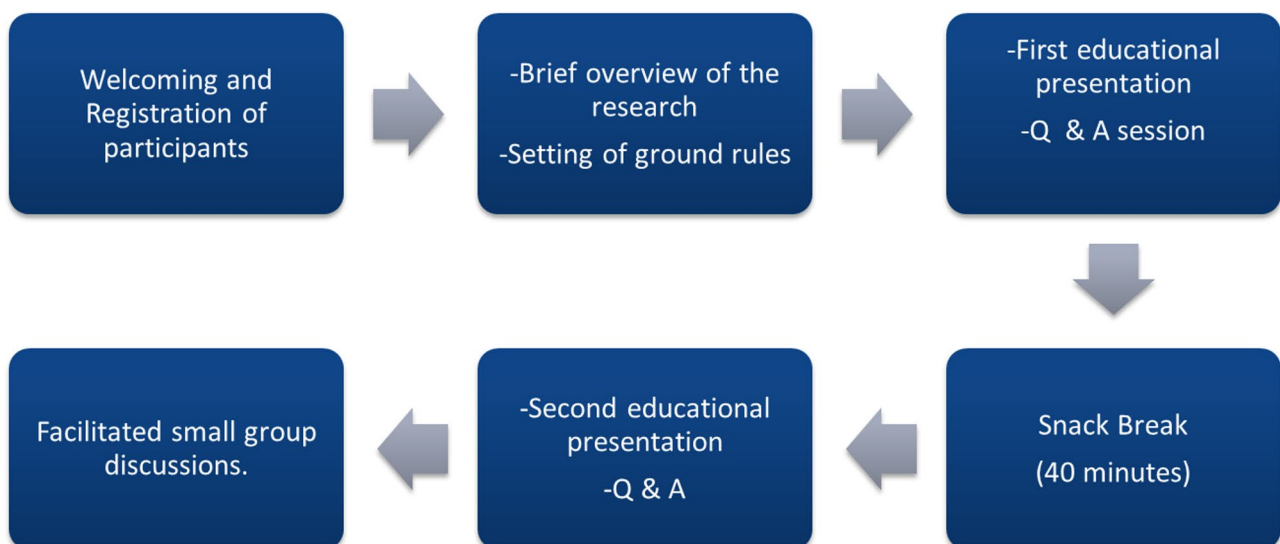 Welcoming and
Registration of
participants
-Brief overview of the
research
-Setting of ground rules
-First educational
presentation
-Q & A session
Snack Break
(40 minutes)
-Second educational
presentation
-Q & A
Facilitated small group
discussions.